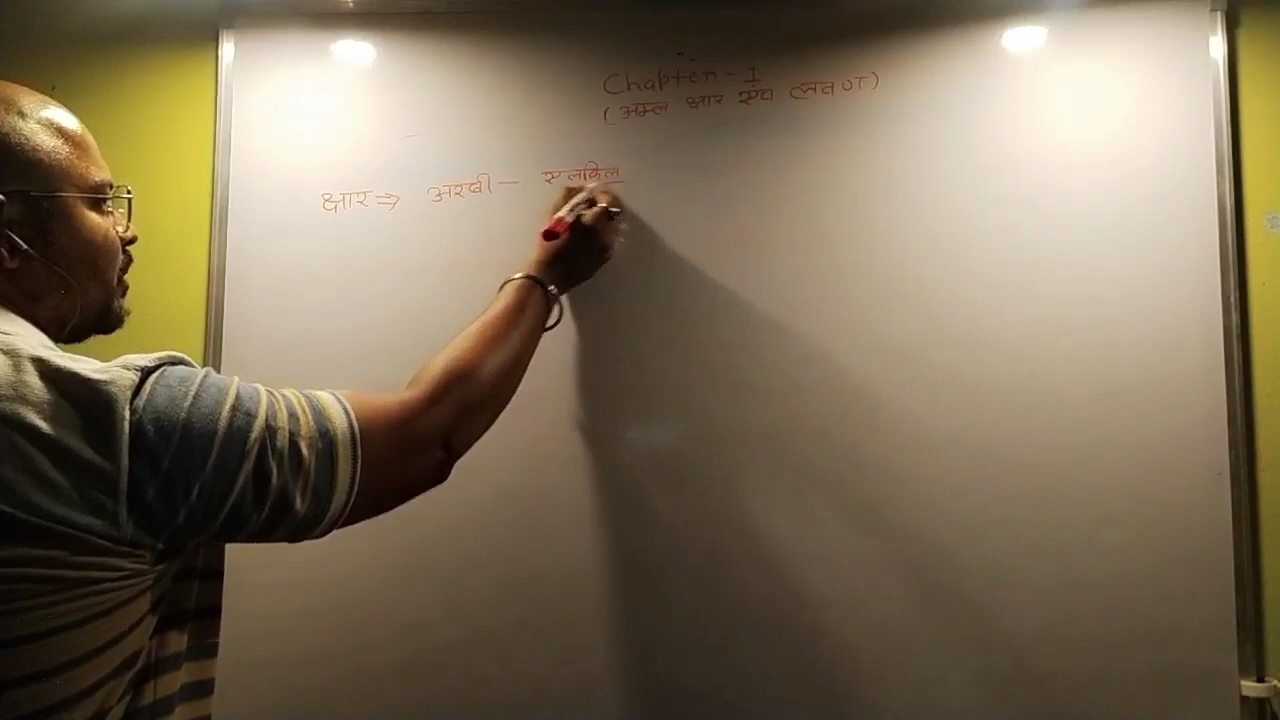 Chapter - 1
(अम्ल क्षार एंव लवण)
क्षार ⇒ अरबी - एलकिल